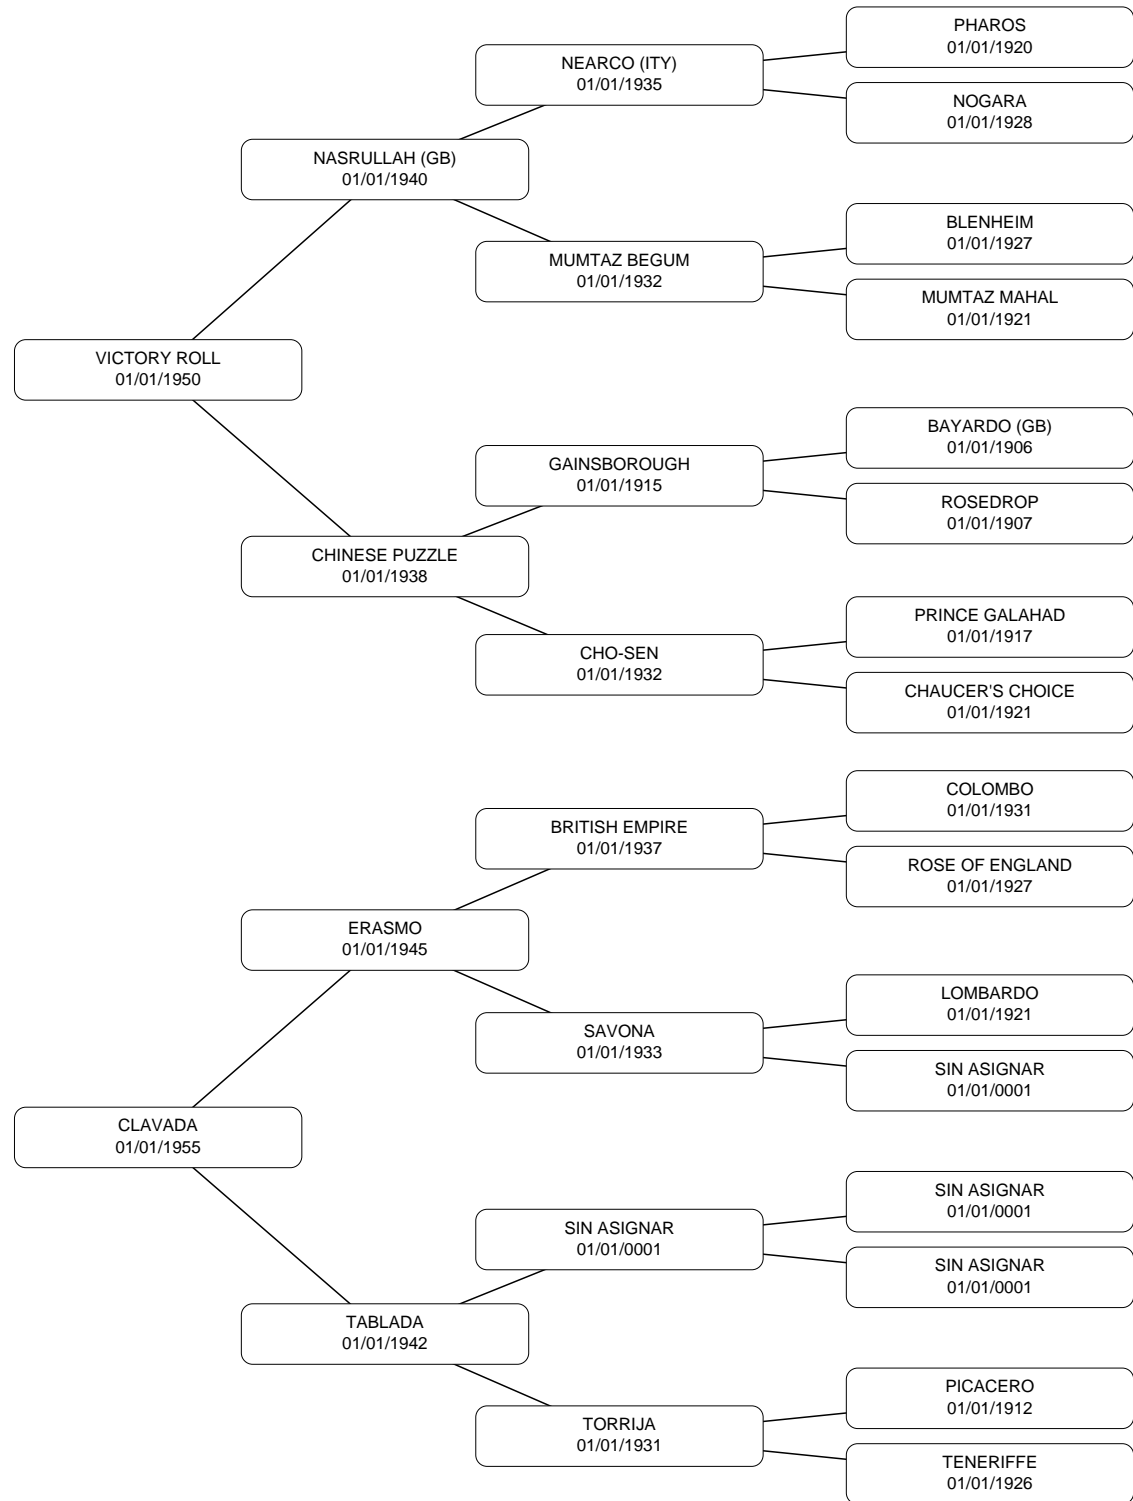 PHAROS
01/01/1920
NEARCO (ITY)
01/01/1935
NOGARA
01/01/1928
NASRULLAH (GB)
01/01/1940
BLENHEIM
01/01/1927
MUMTAZ BEGUM
01/01/1932
MUMTAZ MAHAL
01/01/1921
VICTORY ROLL
01/01/1950
BAYARDO (GB)
01/01/1906
GAINSBOROUGH
01/01/1915
ROSEDROP
01/01/1907
CHINESE PUZZLE
01/01/1938
PRINCE GALAHAD
01/01/1917
CHO-SEN
01/01/1932
CHAUCER'S CHOICE
01/01/1921
COLOMBO
01/01/1931
BRITISH EMPIRE
01/01/1937
ROSE OF ENGLAND
01/01/1927
ERASMO
01/01/1945
LOMBARDO
01/01/1921
SAVONA
01/01/1933
SIN ASIGNAR
01/01/0001
CLAVADA
01/01/1955
SIN ASIGNAR
01/01/0001
SIN ASIGNAR
01/01/0001
SIN ASIGNAR
01/01/0001
TABLADA
01/01/1942
PICACERO
01/01/1912
TORRIJA
01/01/1931
TENERIFFE
01/01/1926